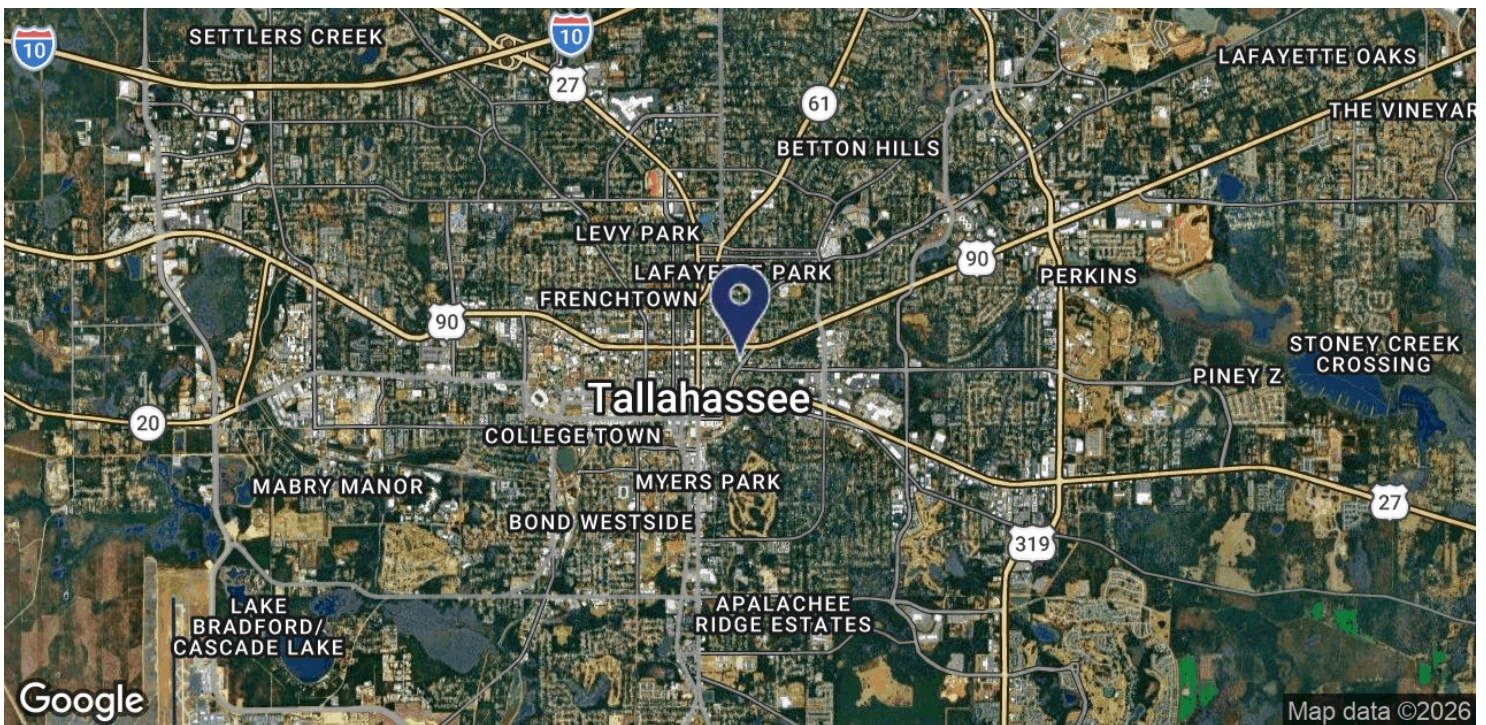 10
SETTLERS CREEK
10
27
61
LAFAYETTE OAKS
THE VINEYAR
BETTON HILLS
LEVY PARK
90
LAFAYETTE PARK
PERKINS
FRENCHTOWN
90
STONEY CREEK
CROSSING
PINEY Z
Tallahassee
20
COLLEGE TOWN
MABRY MANOR
MYERS PARK
27
BOND WESTSIDE
319
LAKE
BRADFORD/
CASCADE LAKE
APALACHEE
RIDGE ESTATES
Google
Map data ©2026